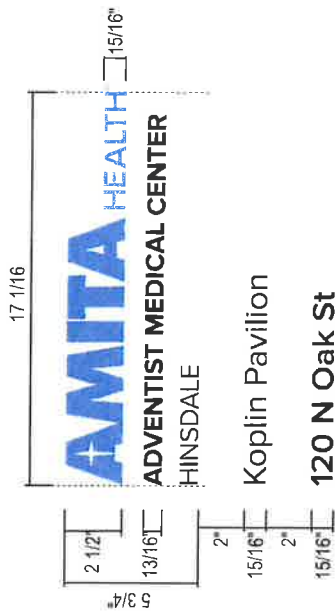 17 1/16
15/16"
AMITA HEALTH
ADVENTIST MEDICAL CENTER
HINSDALE
Koplin Pavilion
120 N Oak St
5 3/4"
2 1/2"
13/16"
2"
15/16"
2"
15/16"